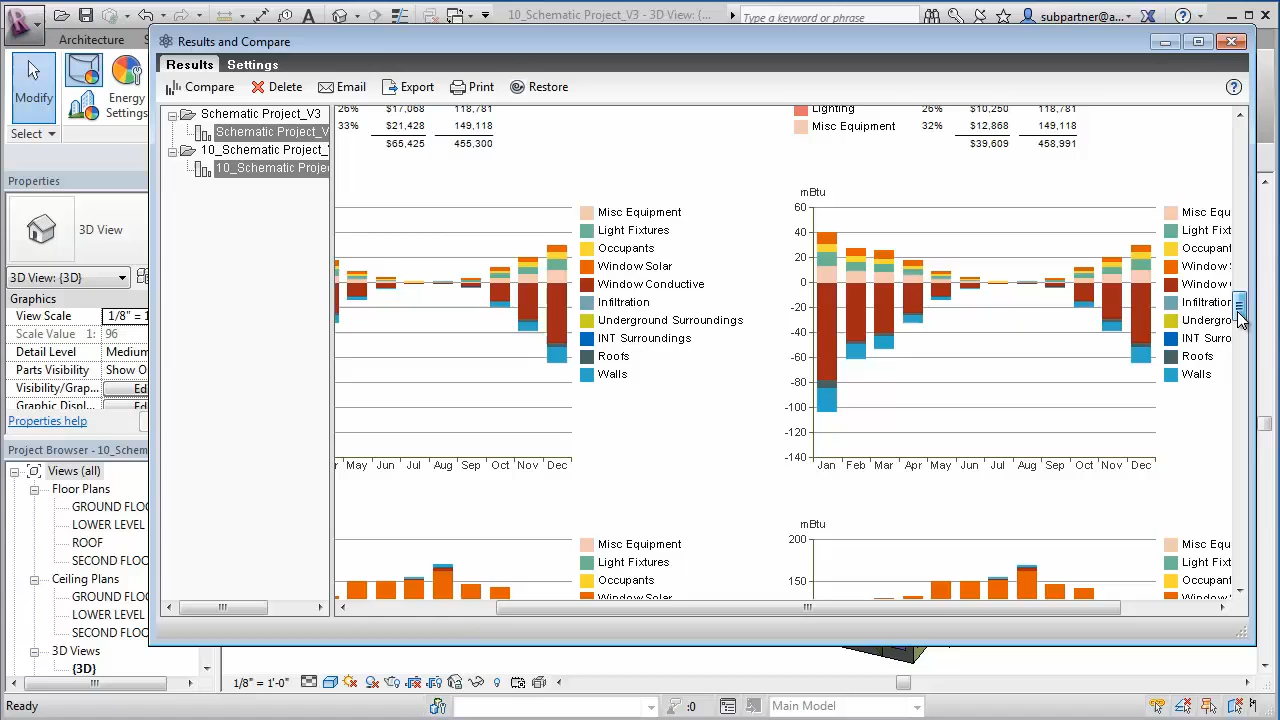 10_Schematic Project_V3 - 3D View: {...
Type a keyword or phrase
subpartner@a...
Architecture
Results and Compare
Results
Settings
Compare
Delete
Email
Export
Print
Restore
Modify
Energy
Settings
Select
Schematic Project_V3
Schematic Project_V
10_Schematic Project_
10_Schematic Proje
Lighting
26% $17,068 118,781
33% $21,428 149,118
$65,425 455,300
26% $10,250 118,781
Misc Equipment 32% $12,868 149,118
$39,609 458,991
Properties
3D View
3D View: {3D}
Graphics
View Scale 1/8" = 1
Scale Value 1: 96
Detail Level Medium
Parts Visibility Show O
Visibility/Grap... Ed
Graphic Displ... Ed
Properties help
Project Browser - 10_Schem
Views (all)
Floor Plans
GROUND FLO
LOWER LEVEL
ROOF
SECOND FLO
Ceiling Plans
GROUND FLO
LOWER LEVEL
SECOND FLO
3D Views
{3D}
Misc Equipment
Light Fixtures
Occupants
Window Solar
Window Conductive
Infiltration
Underground Surroundings
INT Surroundings
Roofs
Walls
May Jun Jul Aug Sep Oct Nov Dec
mBtu
60
40
20
0
-20
-40
-60
-80
-100
-120
-140
Jan Feb Mar Apr May Jun Jul Aug Sep Oct Nov Dec
Misc Equ
Light Fix
Occupant
Window
Window
Infiltration
Undergro
INT Surro
Roofs
Walls
Misc Equipment
Light Fixtures
Occupants
Window Solar
mBtu
200
150
Misc Equ
Light Fix
Occupant
Window
1/8" = 1'-0"
Ready
:0
Main Model